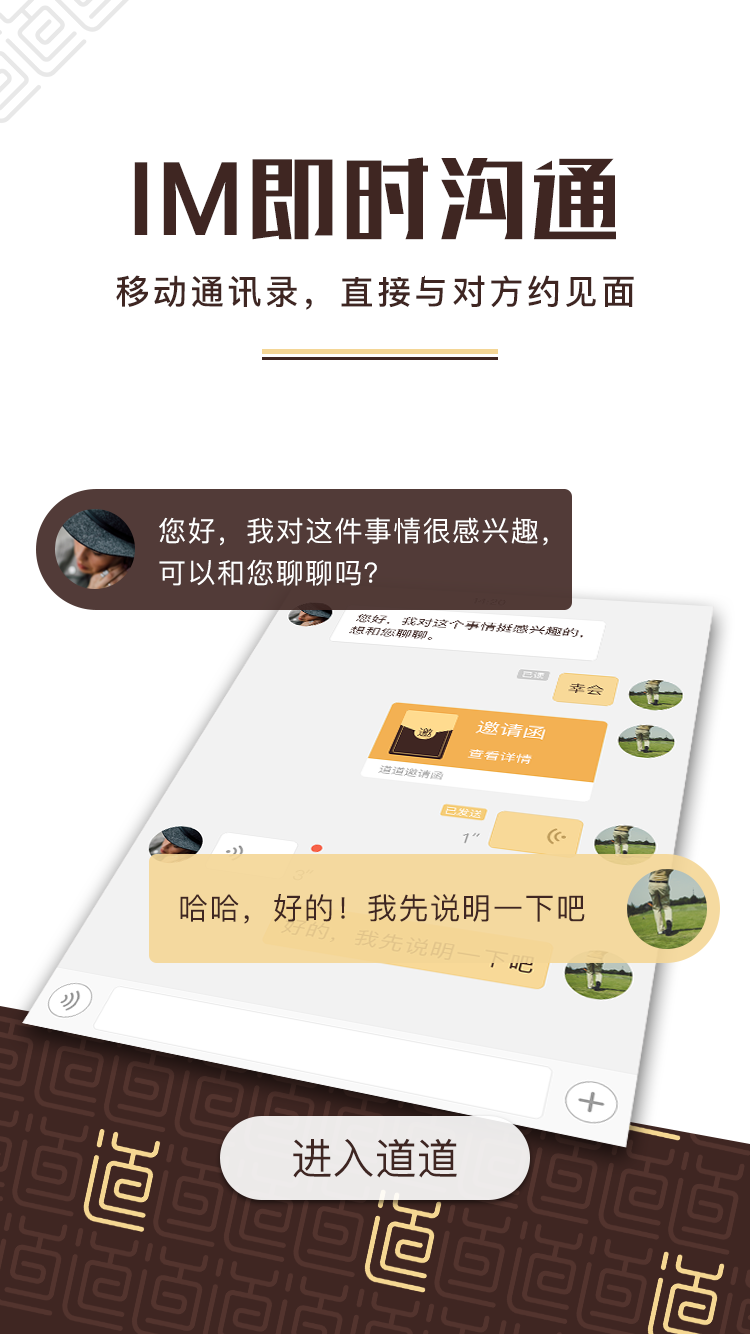 IM即时沟通
移动通讯录，直接与对方约见面
您好，我对这件事情很感兴趣，
可以和您聊聊吗？
您好，我对这个事情挺感兴趣的，
想和您聊聊。
已读
幸会
邀
邀请函
查看详情
道道邀请函
已发送
1″
3″
哈哈，好的！我先说明一下吧
好的，我先说明一下吧
进入道道